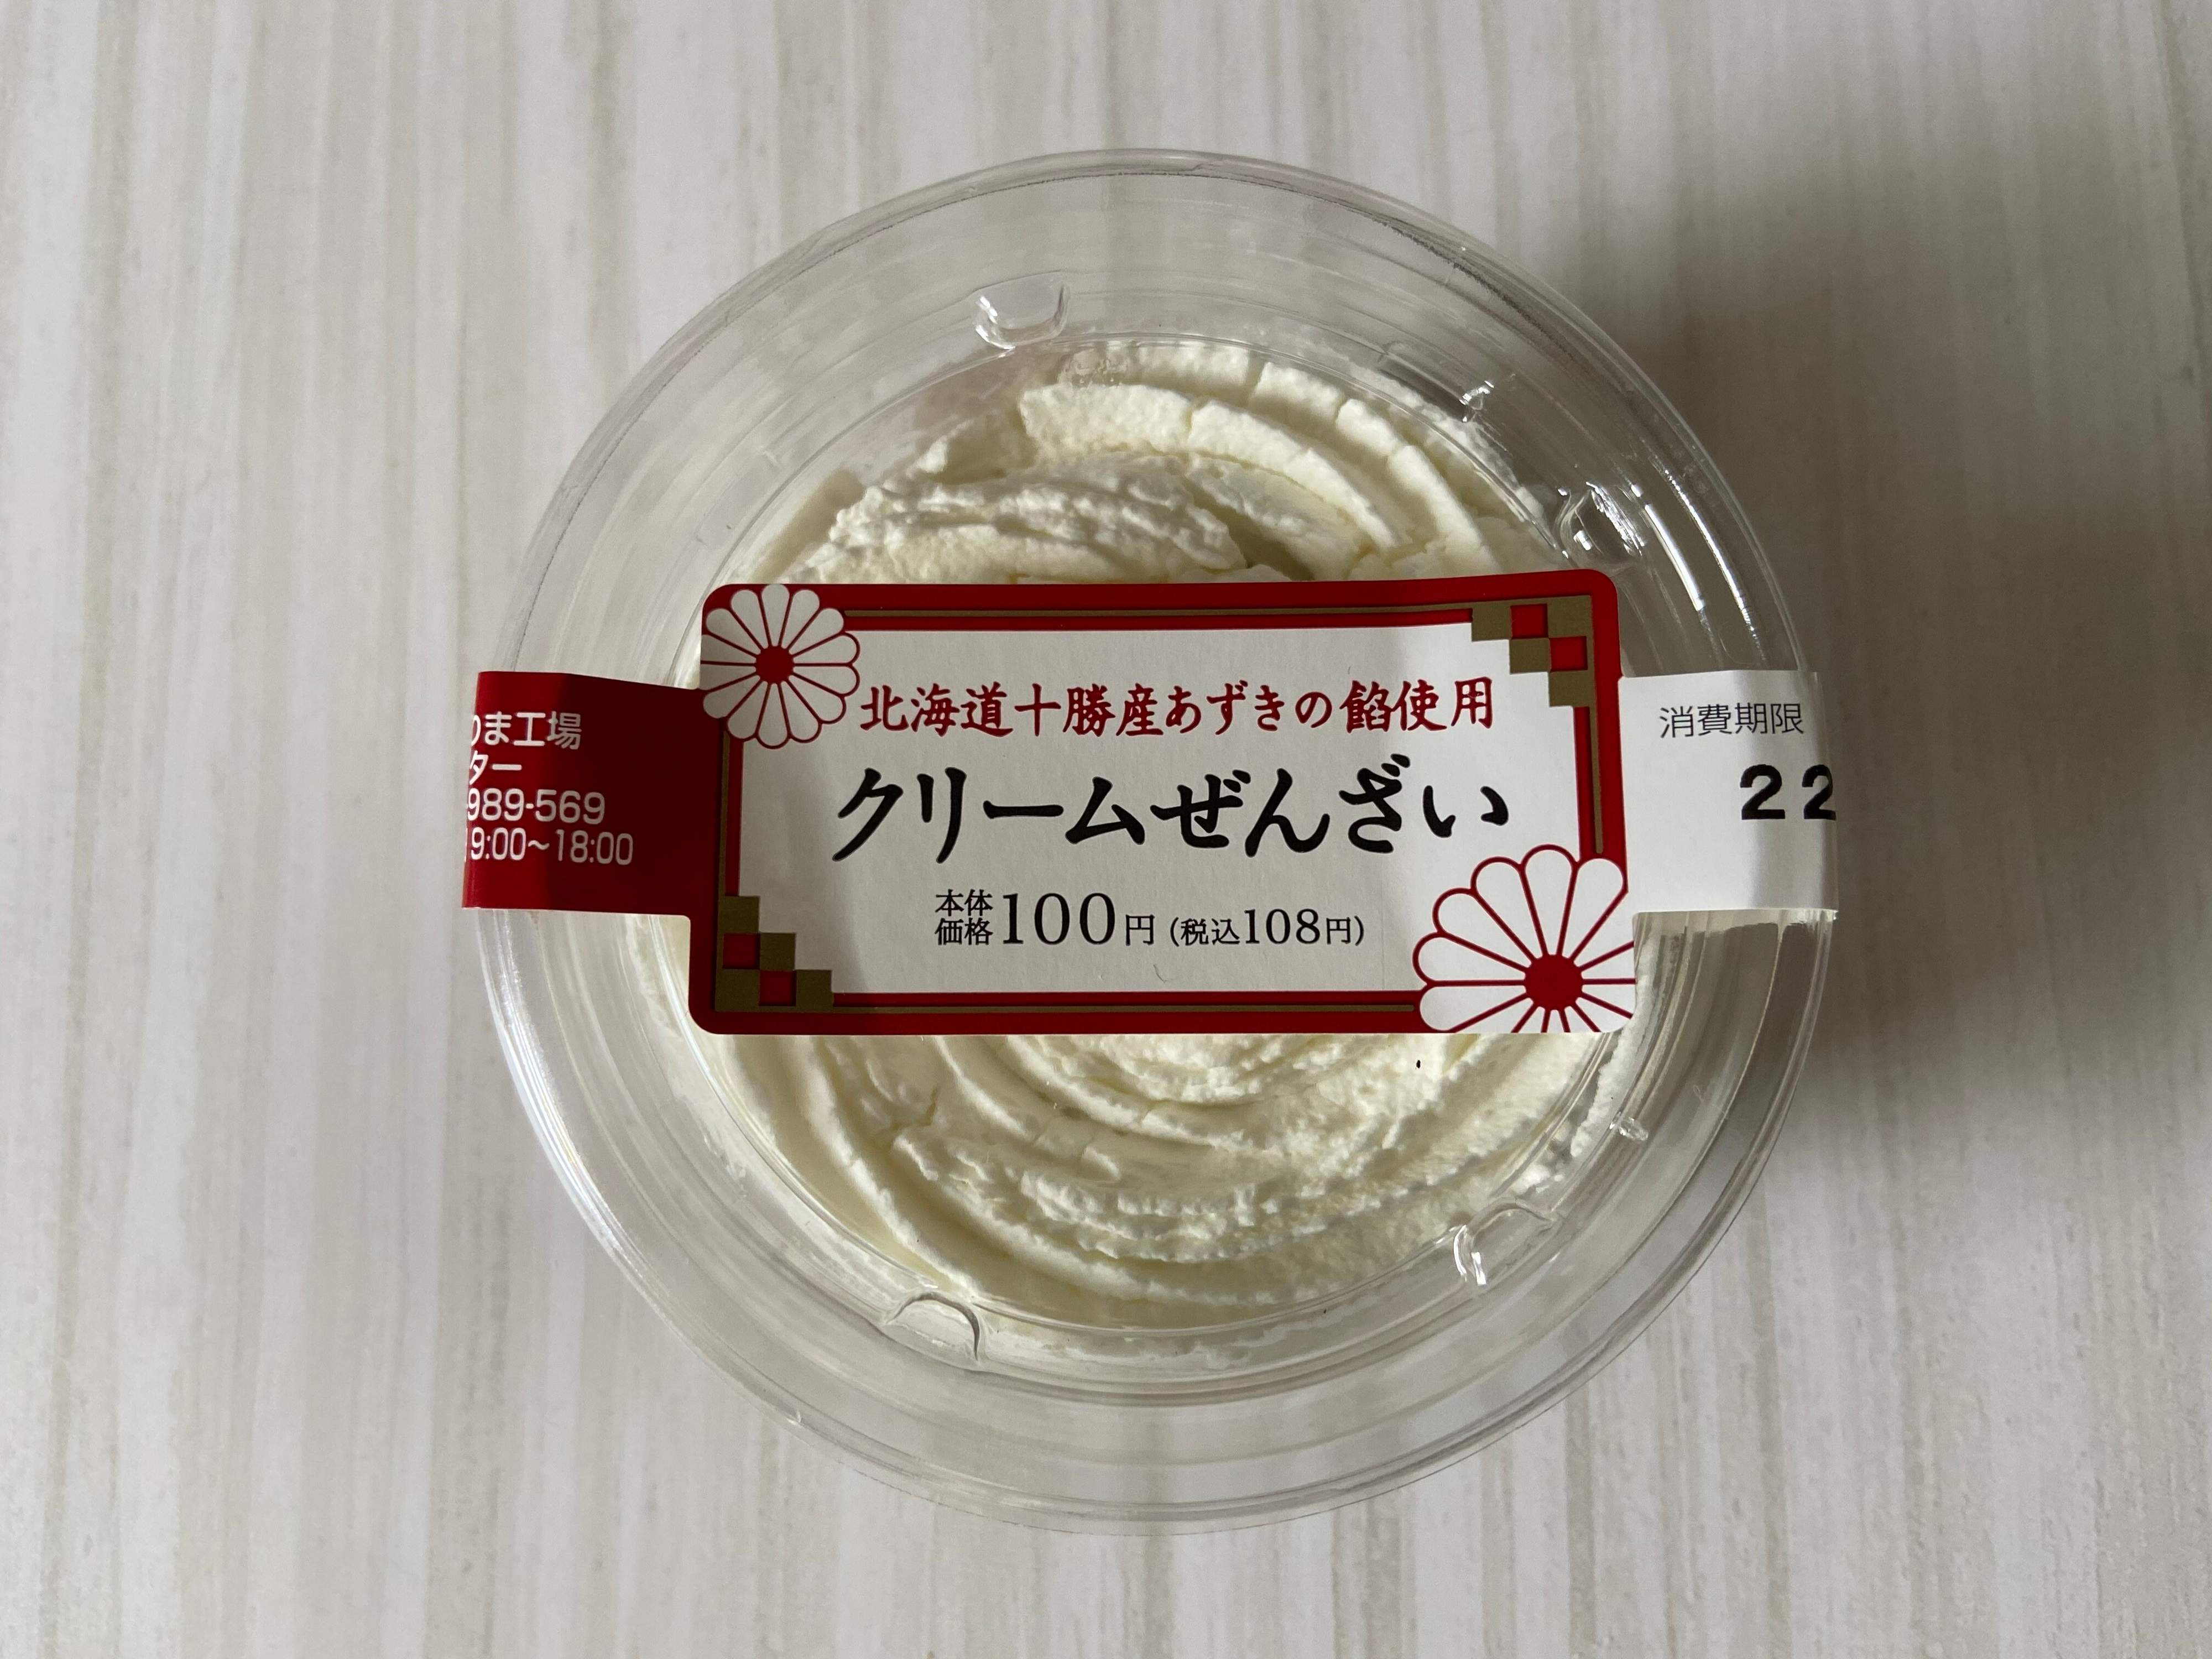 北海道十勝産あずきの餡使用
クリームぜんざい
本体
価格100円(税込108円)
ま工場
ター
989-569
9:00~18:00
消費期限
22